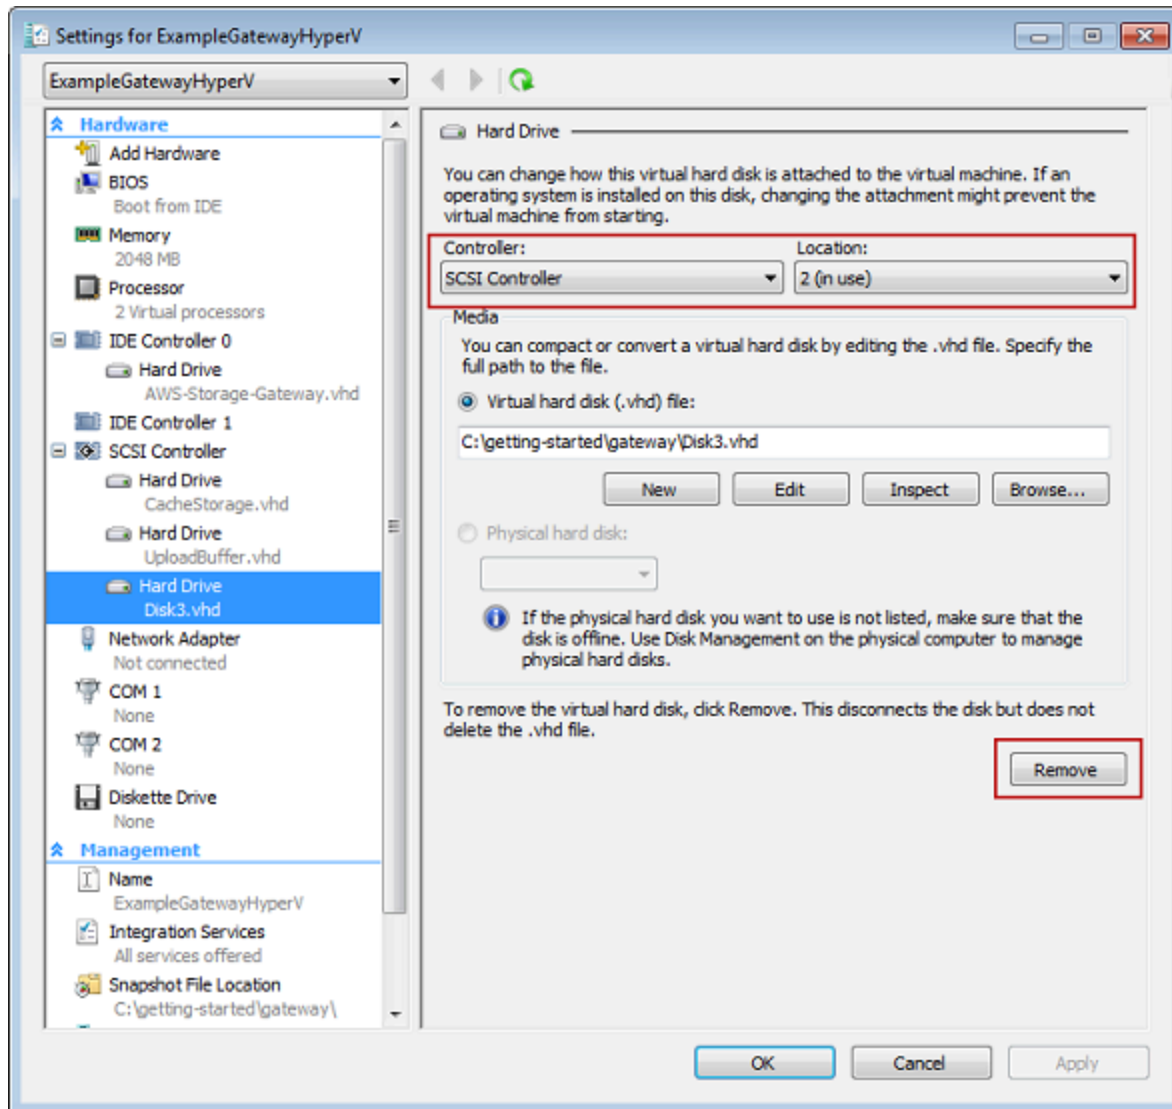 Settings for ExampleGatewayHyperV
ExampleGatewayHyperV
Hardware
Add Hardware
BIOS
Boot from IDE
Memory
2048 MB
Processor
2 Virtual processors
IDE Controller 0
Hard Drive
AWS-Storage-Gateway.vhd
IDE Controller 1
SCSI Controller
Hard Drive
CacheStorage.vhd
Hard Drive
UploadBuffer.vhd
Hard Drive
Disk3.vhd
Network Adapter
Not connected
COM 1
None
COM 2
None
Diskette Drive
None
Management
Name
ExampleGatewayHyperV
Integration Services
All services offered
Snapshot File Location
C:\getting-started\gateway\
Hard Drive
You can change how this virtual hard disk is attached to the virtual machine. If an
operating system is installed on this disk, changing the attachment might prevent the
virtual machine from starting.
Controller:
Location:
SCSI Controller
2 (in use)
Media
You can compact or convert a virtual hard disk by editing the .vhd file. Specify the
full path to the file.
Virtual hard disk (.vhd) file:
C:\getting-started\gateway\Disk3.vhd
New
Edit
Inspect
Browse...
Physical hard disk:
If the physical hard disk you want to use is not listed, make sure that the
disk is offline. Use Disk Management on the physical computer to manage
physical hard disks.
To remove the virtual hard disk, click Remove. This disconnects the disk but does not
delete the .vhd file.
Remove
OK
Cancel
Apply